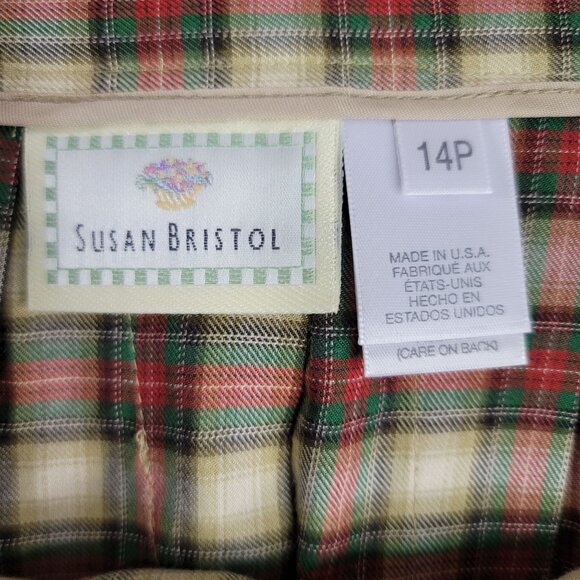 SUSAN BRISTOL
14P
MADE IN U.S.A.
FABRIQUÉ AUX
ÉTATS-UNIS
HECHO EN
ESTADOS UNIDOS
(CARE ON BACK)